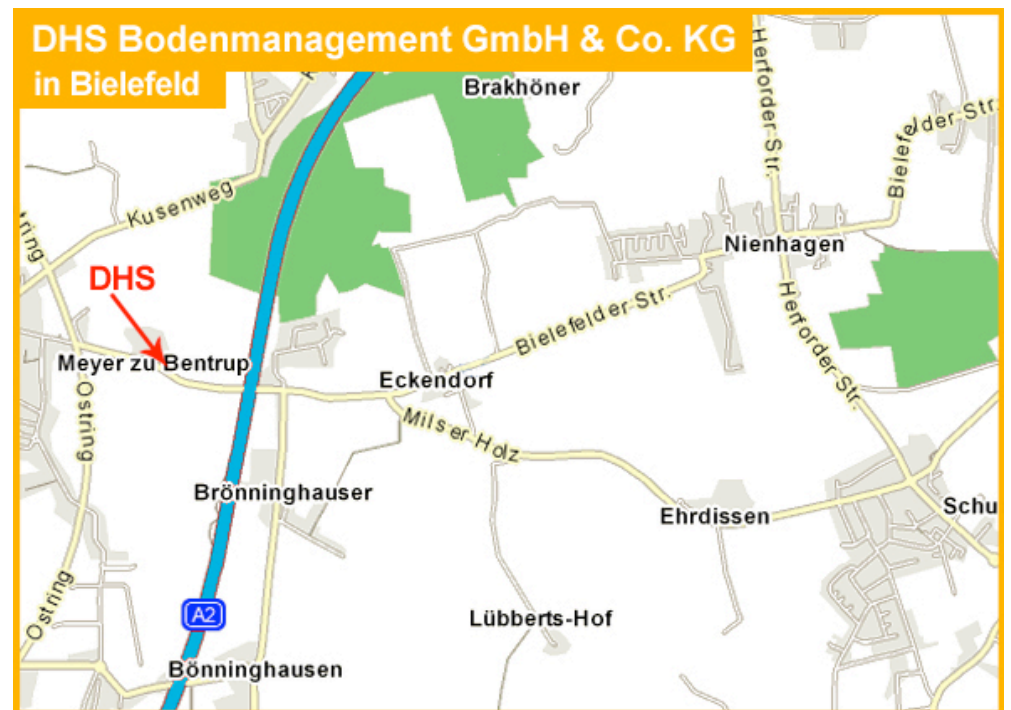 DHS Bodenmanagement GmbH & Co. KG
in Bielefeld
Brakhöner
Herforder Str.
Bielefelder Str.
Kusenweg
Nienhagen
DHS
Bielefelder Str.
Herforder Str.
Meyer zu Bentrup
Eckendorf
Ostring
Milser Holz
Brönninghauser
Ehrdissen
Schu
Ostring
A2
Lübberts-Hof
Bönninghausen